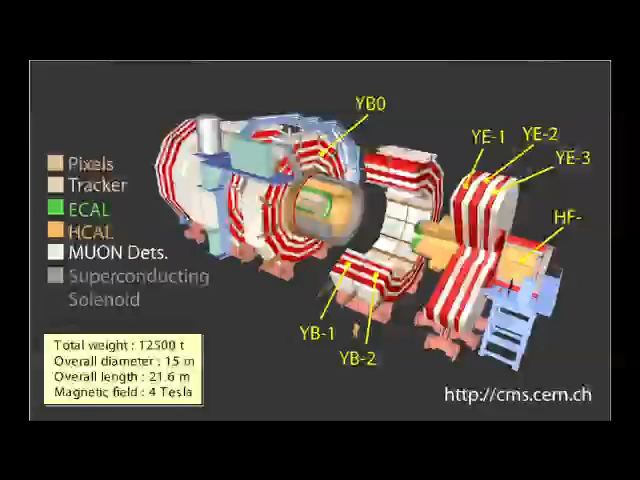 YB0
YE-1
YE-2
YE-3
HF-
Pixels
Tracker
ECAL
HCAL
MUON Dets.
Superconducting
Solenoid
YB-1
YB-2
Total weight : 12500 t
Overall diameter : 15 m
Overall length : 21.6 m
Magnetic field : 4 Tesla
http://cms.cern.ch